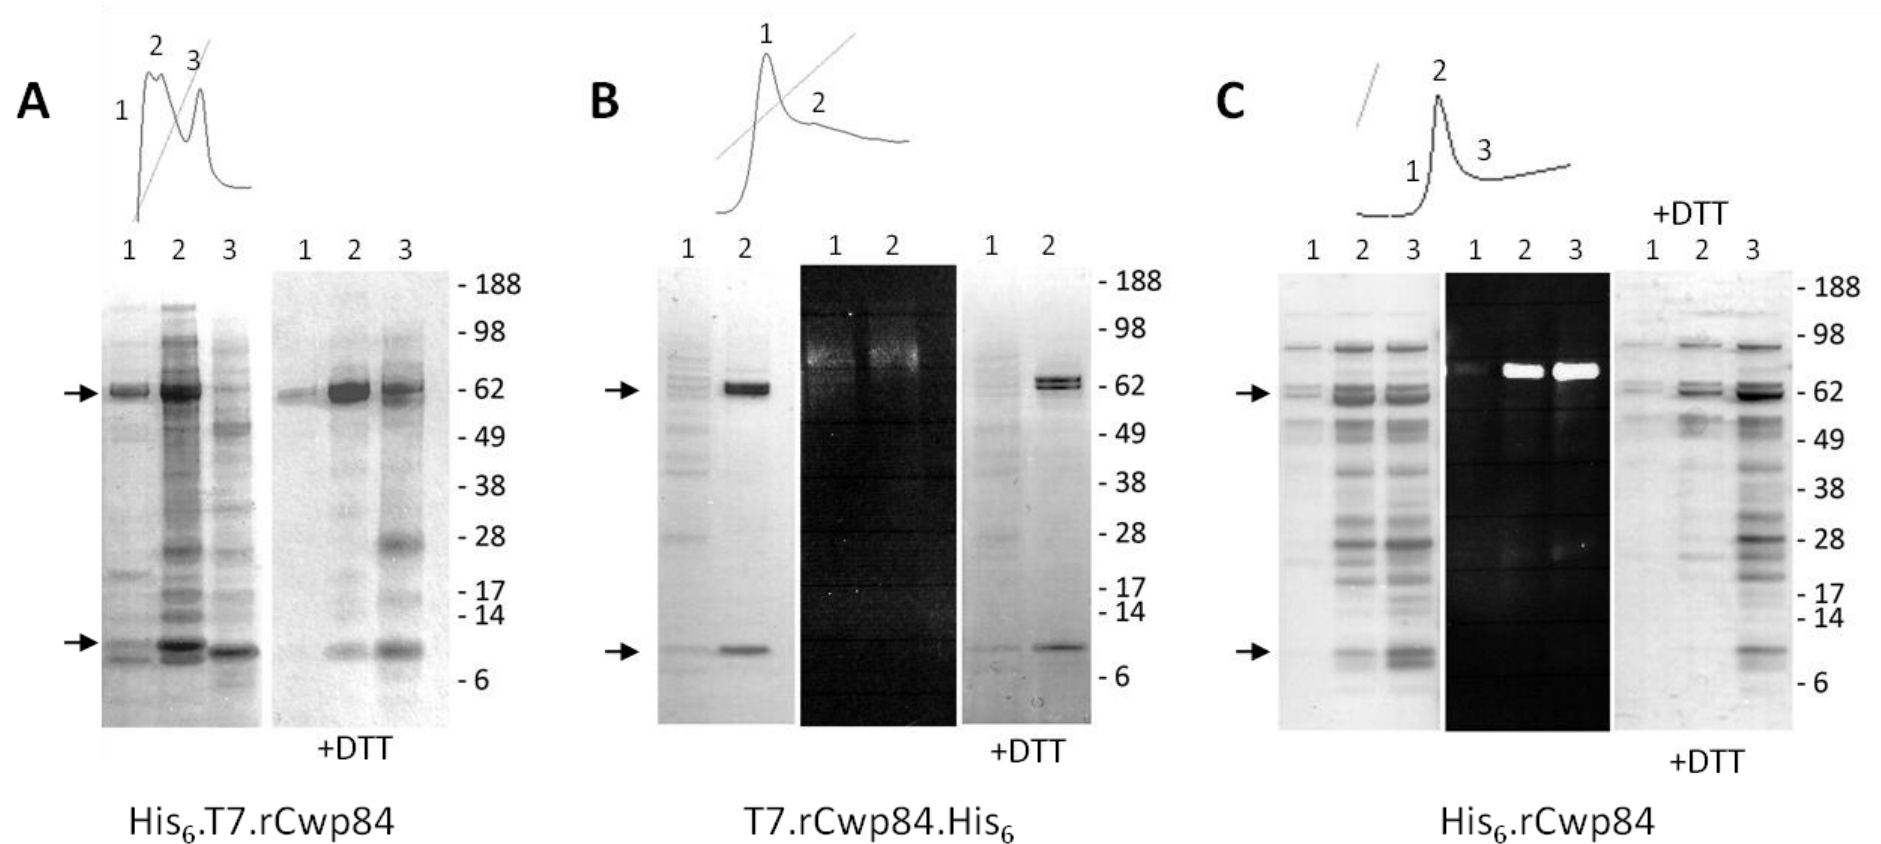 A
1
2
3
1 2 3
1 2 3
- 188
- 98
- 62
- 49
- 38
- 28
- 17
- 14
- 6
+DTT
His₆.T7.rCwp84
B
1
2
1 2
1 2
1 2
- 188
- 98
- 62
- 49
- 38
- 28
- 17
- 14
- 6
+DTT
T7.rCwp84.His₆
C
1
2
3
+DTT
1 2 3
1 2 3
1 2 3
- 188
- 98
- 62
- 49
- 38
- 28
- 17
- 14
- 6
+DTT
His₆.rCwp84